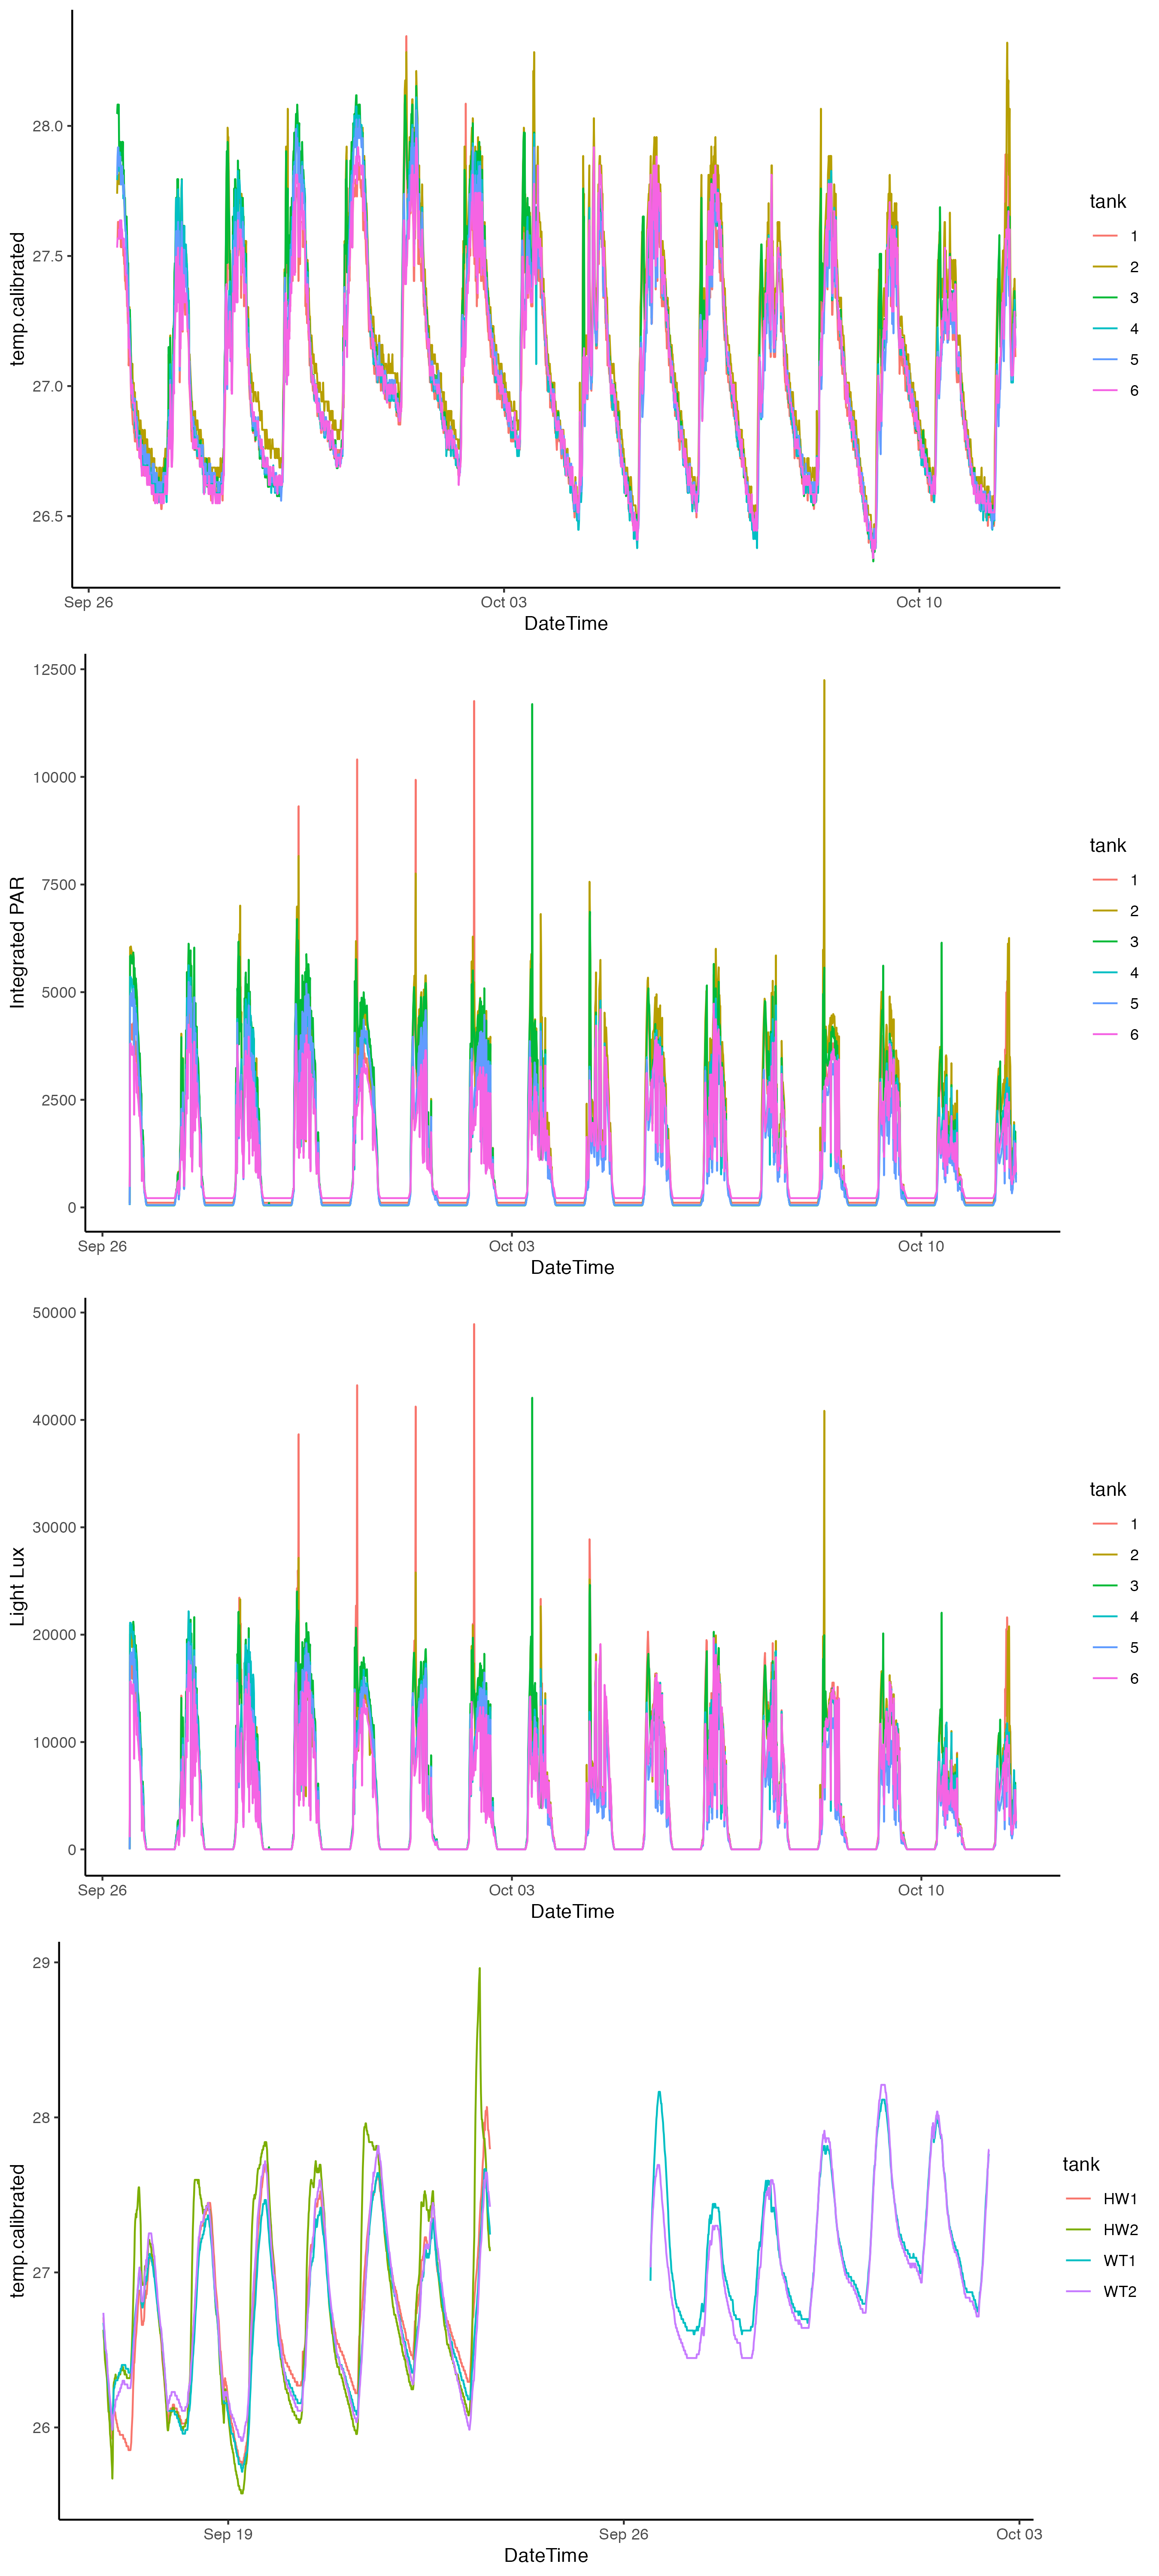 temp.calibrated
28.0
27.5
27.0
26.5
Sep 26
Oct 03
Oct 10
DateTime
tank
1
2
3
4
5
6
Integrated PAR
12500
10000
7500
5000
2500
0
Sep 26
Oct 03
Oct 10
DateTime
tank
1
2
3
4
5
6
Light Lux
50000
40000
30000
20000
10000
0
Sep 26
Oct 03
Oct 10
DateTime
tank
1
2
3
4
5
6
temp.calibrated
29
28
27
26
Sep 19
Sep 26
Oct 03
DateTime
tank
HW1
HW2
WT1
WT2